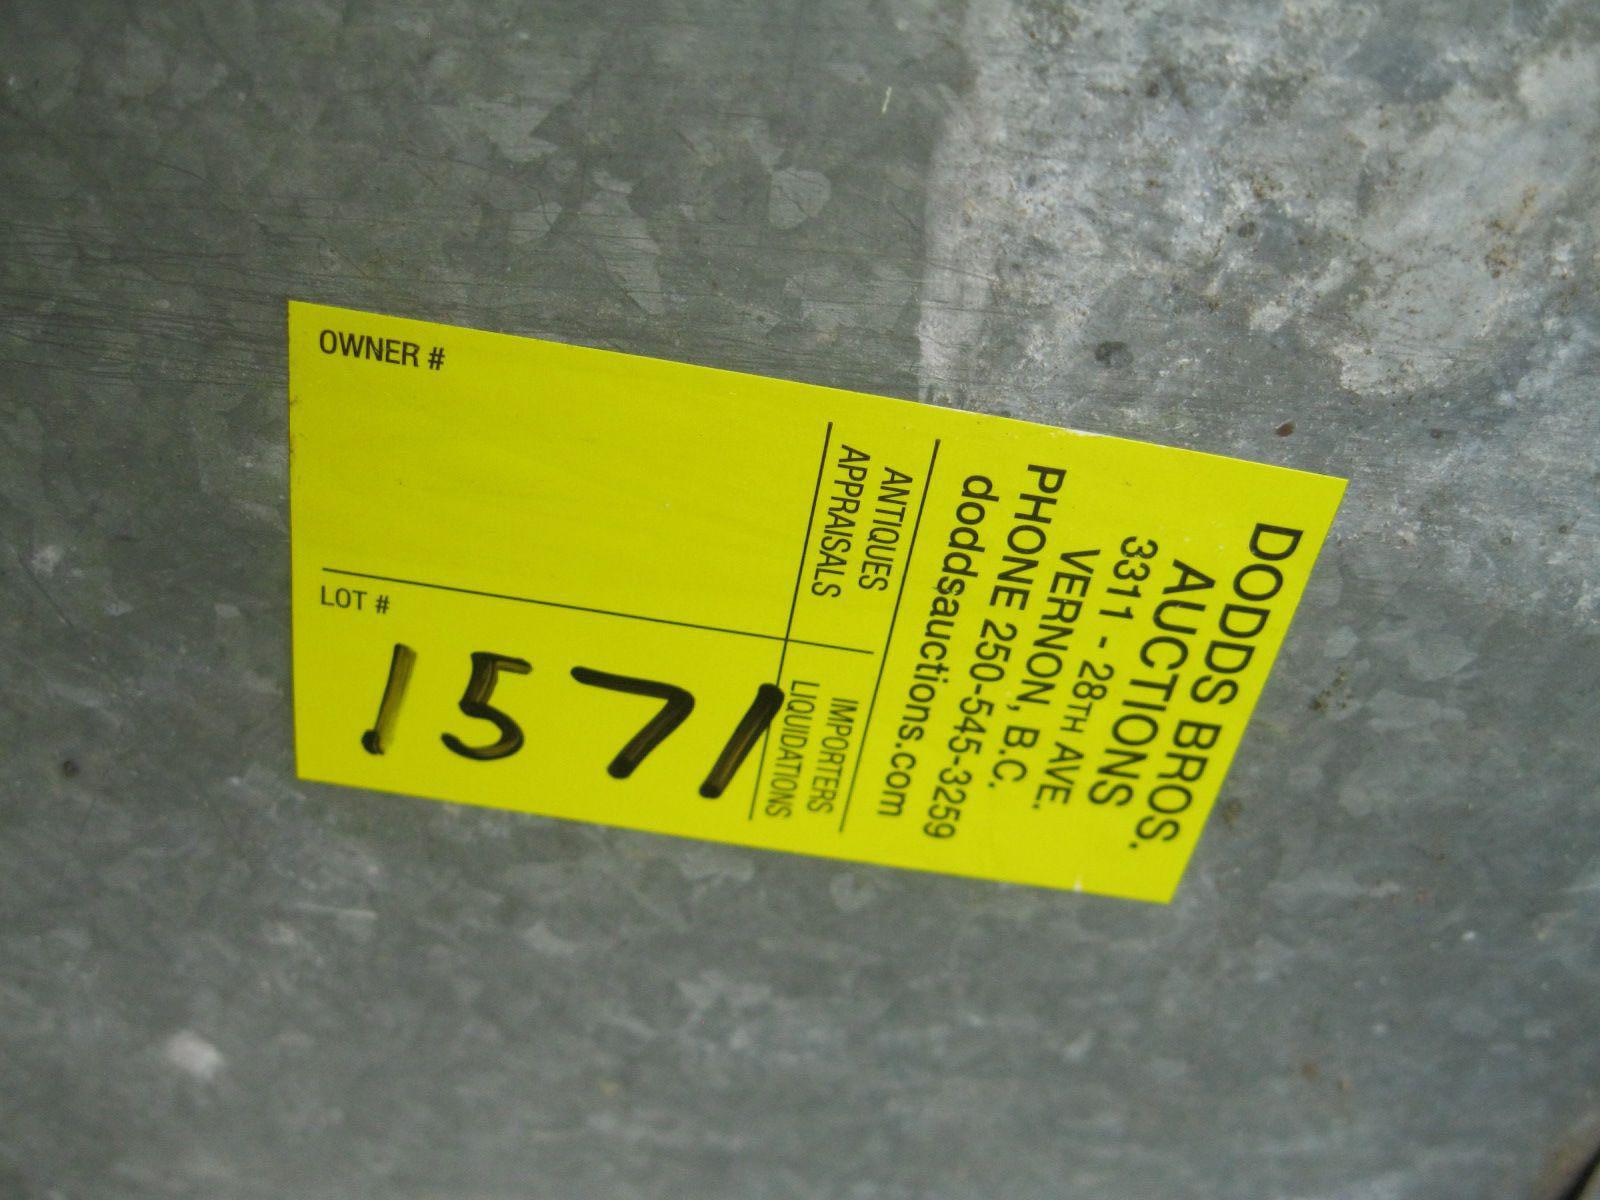 DODDS BROS.
AUCTIONS
3311 - 28TH AVE.
VERNON, B.C.
PHONE 250-545-3259
doddsauctions.com
ANTIQUES
APPRAISALS
IMPORTERS
LIQUIDATIONS
OWNER #
LOT #
1571